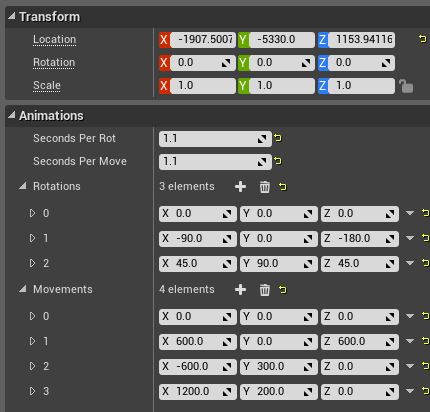 Transform
Location X -1907.5007 Y -5330.0 Z 1153.94116
Rotation X 0.0 Y 0.0 Z 0.0
Scale X 1.0 Y 1.0 Z 1.0
Animations
Seconds Per Rot 1.1
Seconds Per Move 1.1
Rotations 3 elements
0 X 0.0 Y 0.0 Z 0.0
1 X -90.0 Y 0.0 Z -180.0
2 X 45.0 Y 90.0 Z 45.0
Movements 4 elements
0 X 0.0 Y 0.0 Z 0.0
1 X 600.0 Y 0.0 Z 600.0
2 X -600.0 Y 300.0 Z 0.0
3 X 1200.0 Y 200.0 Z 0.0